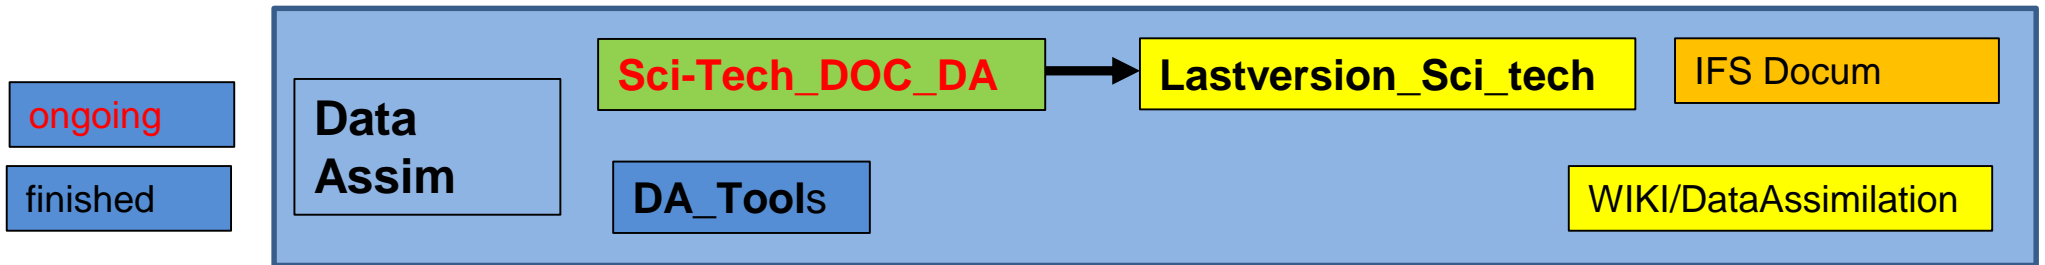 ongoing
finished
Data
Assim
Sci-Tech_DOC_DA
Lastversion_Sci_tech
IFS Docum
DA_Tools
WIKI/DataAssimilation